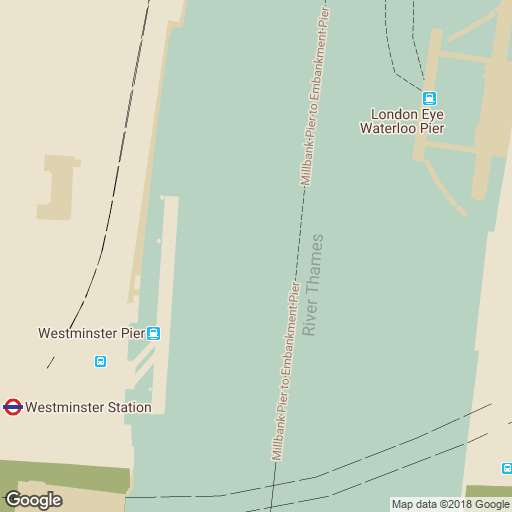 Millbank Pier to Embankment Pier
London Eye
Waterloo Pier
River Thames
Millbank Pier to Embankment Pier
Westminster Pier
Westminster Station
Google
Map data ©2018 Google